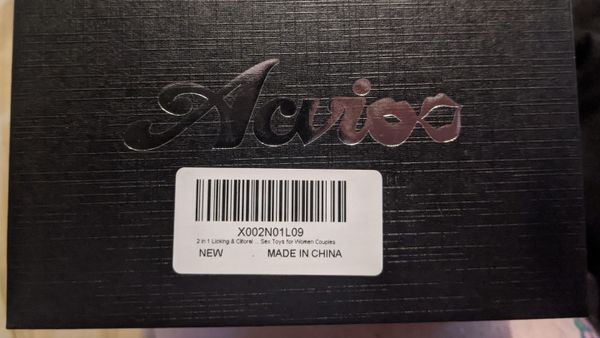 Acvioo
X002N01L09
2 in 1 Licking & Clitoral ... Sex Toys for Women Couples
NEW
MADE IN CHINA